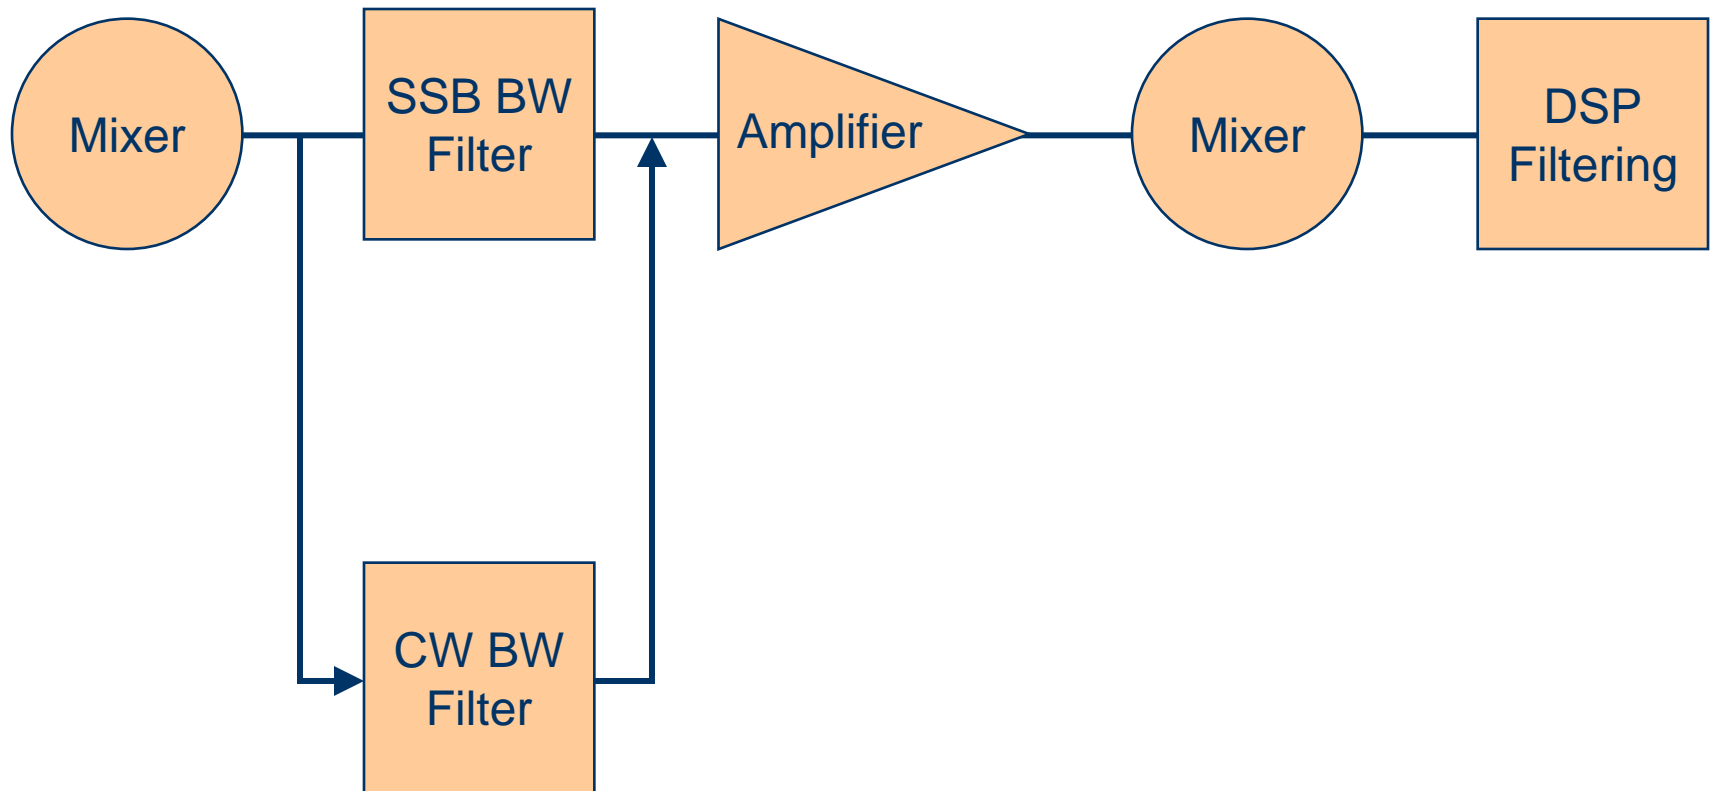 Mixer
SSB BW
Filter
Amplifier
Mixer
DSP
Filtering
CW BW
Filter